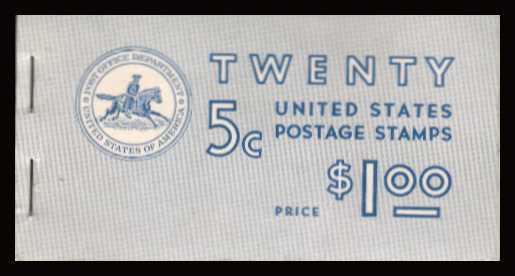 POST OFFICE DEPARTMENT
UNITED STATES OF AMERICA
TWENTY
5c UNITED STATES
POSTAGE STAMPS
PRICE $1.00